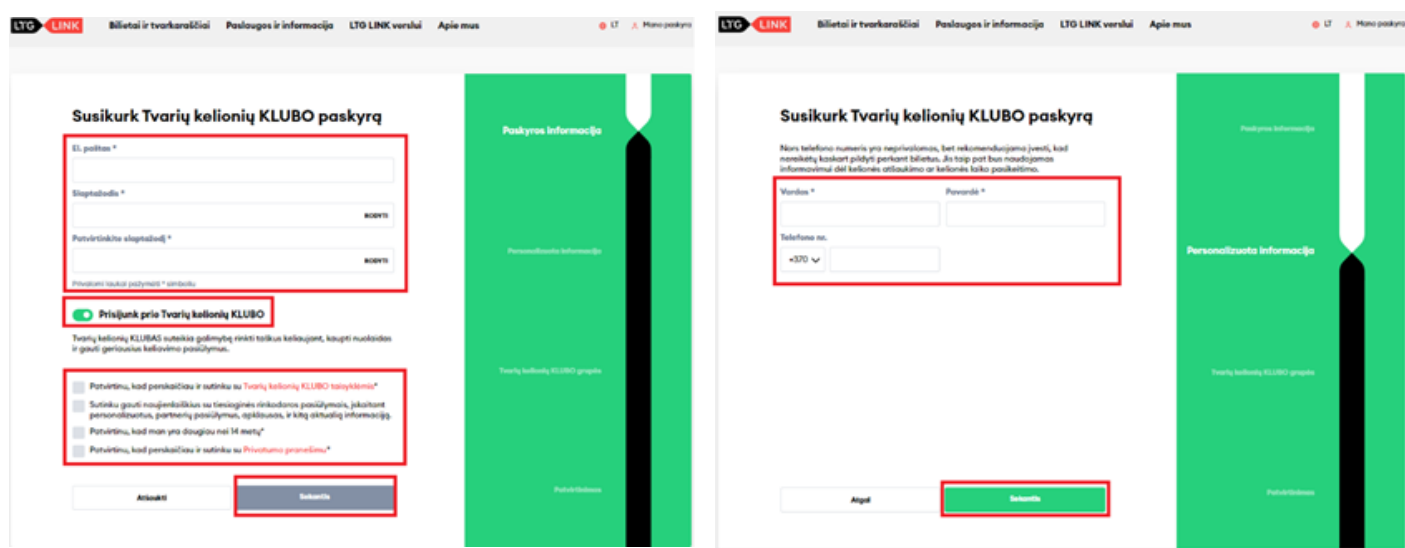 LTG LINK Bilietai ir tvarkaraščiai Paslaugos ir informacija LTG LINK verslui Apie mus LT Mano paskyra
Susikurk Tvarių kelionių KLUBO paskyrą
El. paštas *
Slaptažodis *
RODYTI
Patvirtinkite slaptažodį *
RODYTI
Privalomi laukai pažymėti * simboliu
Prisijunk prie Tvarių kelionių KLUBO
Tvarių kelionių KLUBAS suteikia galimybę rinkti taškus keliaujant, kaupti nuolaidas
ir gauti geriausius keliavimo pasiūlymus.
Patvirtinu, kad perskaičiau ir sutinku su Tvarių kelionių KLUBO taisyklėmis*
Sutinku gauti naujienlaiškius su tiesioginės rinkodaros pasiūlymais, įskaitant
personalizuotus, partnerių pasiūlymus, apklausas, ir kitą aktualią informaciją.
Patvirtinu, kad man yra daugiau nei 14 metų*
Patvirtinu, kad perskaičiau ir sutinku su Privatumo pranešimu*
Atšaukti
Sekantis
Paskyros informacija
Personalizuota informacija
Tvarių kelionių KLUBO grupės
Patvirtinimas
LTG LINK Bilietai ir tvarkaraščiai Paslaugos ir informacija LTG LINK verslui Apie mus LT Mano paskyra
Susikurk Tvarių kelionių KLUBO paskyrą
Nors telefono numeris yra neprivalomas, bet rekomenduojama įvesti, kad
nereikėtų kaskart pildyti perkant bilietus. Jis taip pat bus naudojamas
informavimui dėl kelionės atšaukimo ar kelionės laiko pasikeitimo.
Vardas * Pavardė *
Telefono nr.
+370
Atgal
Sekantis
Paskyros informacija
Personalizuota informacija
Tvarių kelionių KLUBO grupės
Patvirtinimas